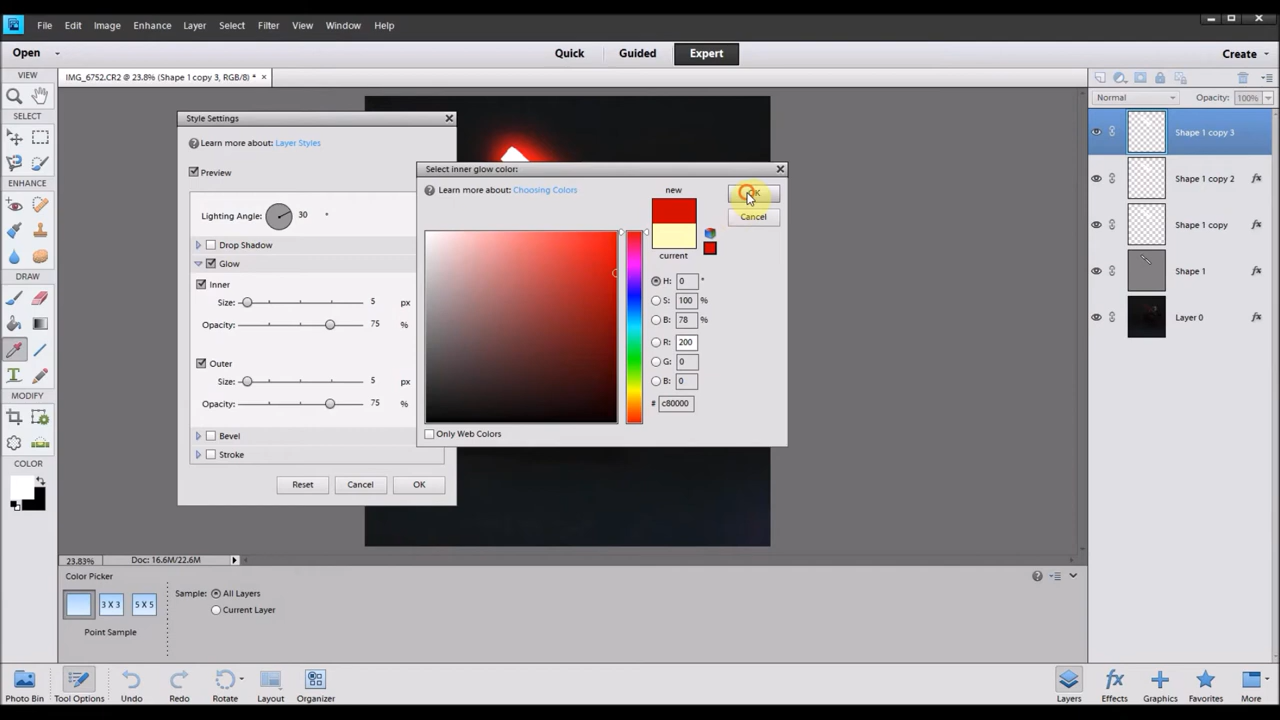 File Edit Image Enhance Layer Select Filter View Window Help
Open Quick Guided Expert Create
VIEW IMG_6752.CR2 @ 23.8% (Shape 1 copy 3, RGB/8) * ×
Normal Opacity: 100%
SELECT
ENHANCE
DRAW
MODIFY
COLOR
Style Settings
Learn more about: Layer Styles
Preview
Lighting Angle: 30 °
Drop Shadow
Glow
Inner
Size: 5 px
Opacity: 75 %
Outer
Size: 5 px
Opacity: 75 %
Bevel
Stroke
Reset Cancel OK
Select inner glow color:
Learn more about: Choosing Colors
new
current
OK
Cancel
H: 0 °
S: 100 %
B: 78 %
R: 200
G: 0
B: 0
# c80000
Only Web Colors
Shape 1 copy 3
Shape 1 copy 2
Shape 1 copy
Shape 1 fx
Layer 0 fx
23.83% Doc: 16.6M/22.6M
Color Picker
3 X 3 5 X 5
Point Sample
Sample: All Layers
Current Layer
Photo Bin Tool Options Undo Redo Rotate Layout Organizer
Layers Effects Graphics Favorites More